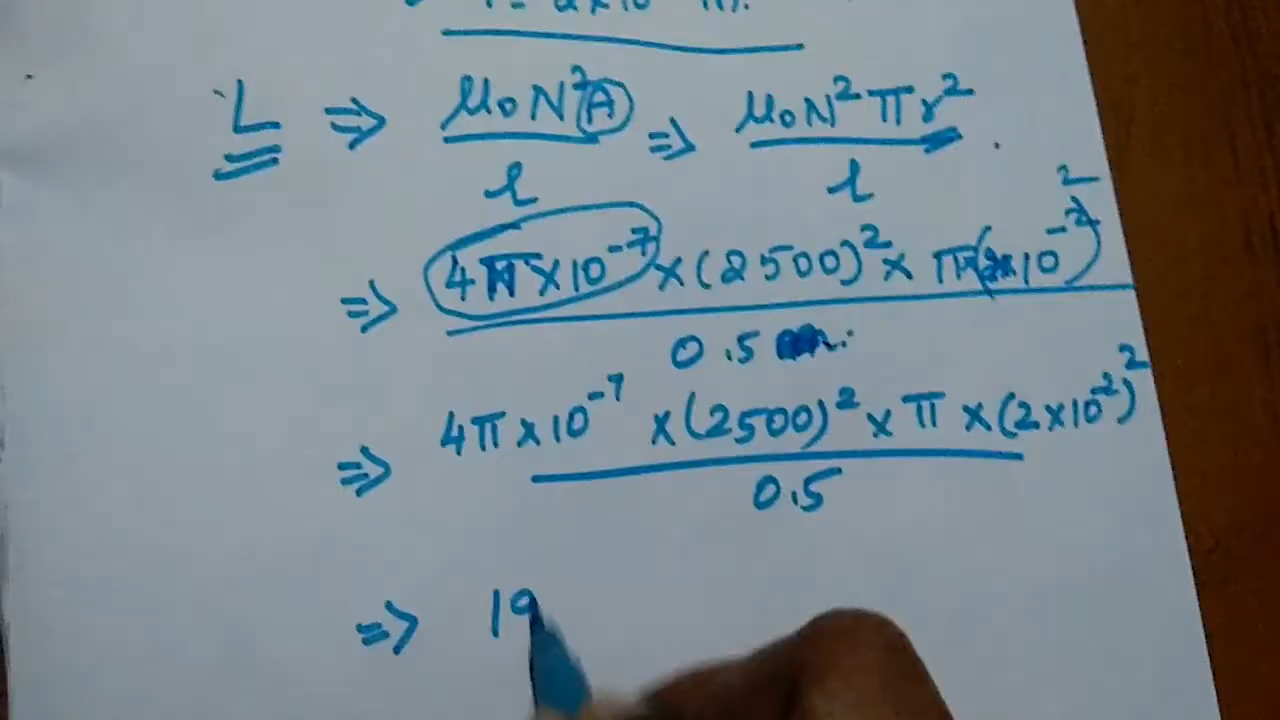 L ⇒ μ₀N²A/l ⇒ μ₀N²πr²/l .
⇒ 4π×10⁻⁷×(2500)²×π(2×10⁻²)²/0.5
⇒ 4π×10⁻⁷×(2500)²×π×(2×10⁻²)²/0.5
⇒ 19